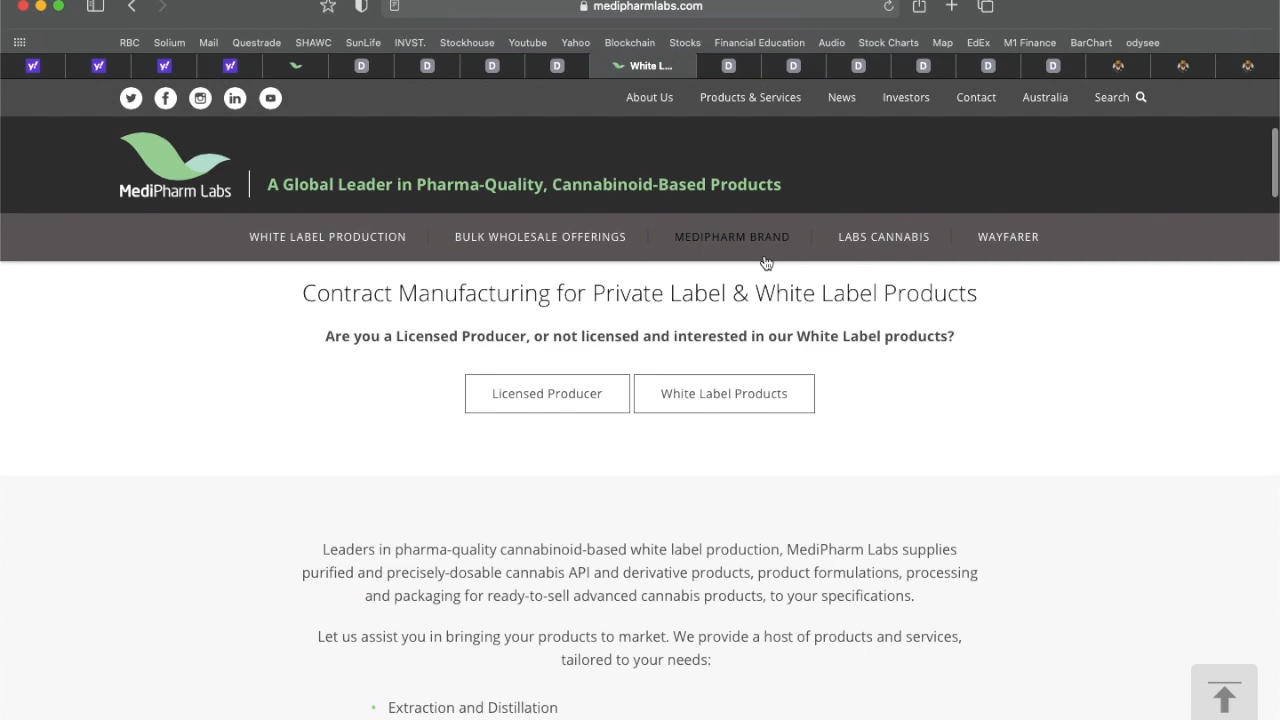 medipharmlabs.com
RBC Solium Mail Questrade SHAWC SunLife INVST. Stockhouse Youtube Yahoo Blockchain Stocks Financial Education Audio Stock Charts Map EdEx M1 Finance BarChart odysee
y! y! y! y! D D D D White L... D D D D D D
About Us Products & Services News Investors Contact Australia Search
MediPharm Labs
A Global Leader in Pharma-Quality, Cannabinoid-Based Products
WHITE LABEL PRODUCTION BULK WHOLESALE OFFERINGS MEDIPHARM BRAND LABS CANNABIS WAYFARER
Contract Manufacturing for Private Label & White Label Products
Are you a Licensed Producer, or not licensed and interested in our White Label products?
Licensed Producer White Label Products
Leaders in pharma-quality cannabinoid-based white label production, MediPharm Labs supplies
purified and precisely-dosable cannabis API and derivative products, product formulations, processing
and packaging for ready-to-sell advanced cannabis products, to your specifications.
Let us assist you in bringing your products to market. We provide a host of products and services,
tailored to your needs:
• Extraction and Distillation